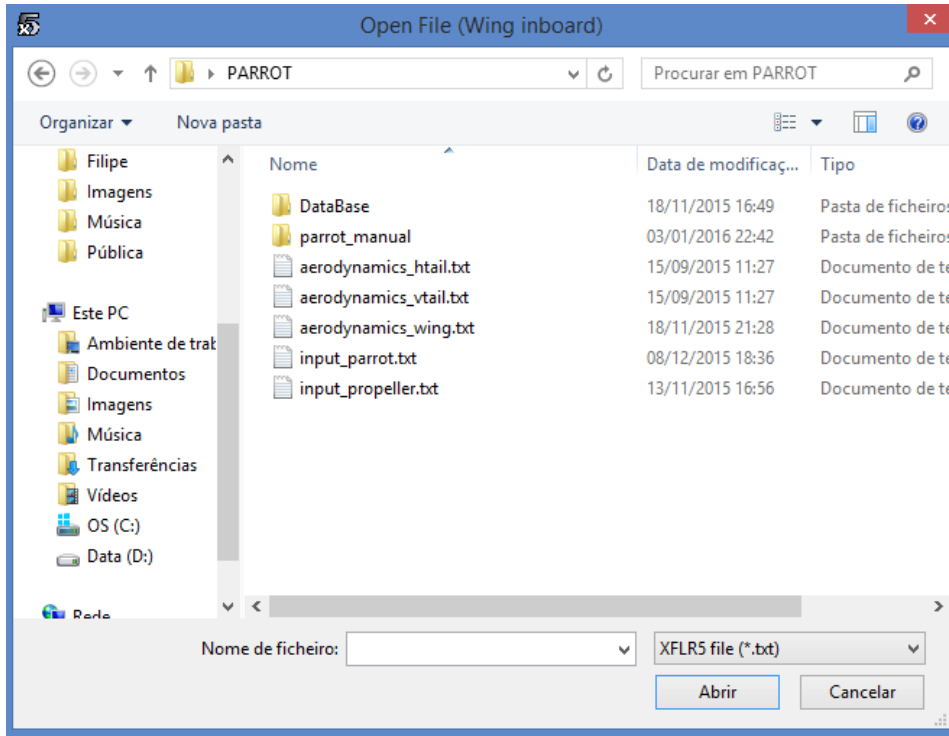 Open File (Wing inboard)
PARROT
Procurar em PARROT
Organizar
Nova pasta
Filipe
Imagens
Música
Pública
Este PC
Ambiente de trab
Documentos
Imagens
Música
Transferências
Vídeos
OS (C:)
Data (D:)
Rede
Nome Data de modificaç... Tipo
DataBase 18/11/2015 16:49 Pasta de ficheiros
parrot_manual 03/01/2016 22:42 Pasta de ficheiros
aerodynamics_htail.txt 15/09/2015 11:27 Documento de te
aerodynamics_vtail.txt 15/09/2015 11:27 Documento de te
aerodynamics_wing.txt 18/11/2015 21:28 Documento de te
input_parrot.txt 08/12/2015 18:36 Documento de te
input_propeller.txt 13/11/2015 16:56 Documento de te
Nome de ficheiro:
XFLR5 file (*.txt)
Abrir
Cancelar